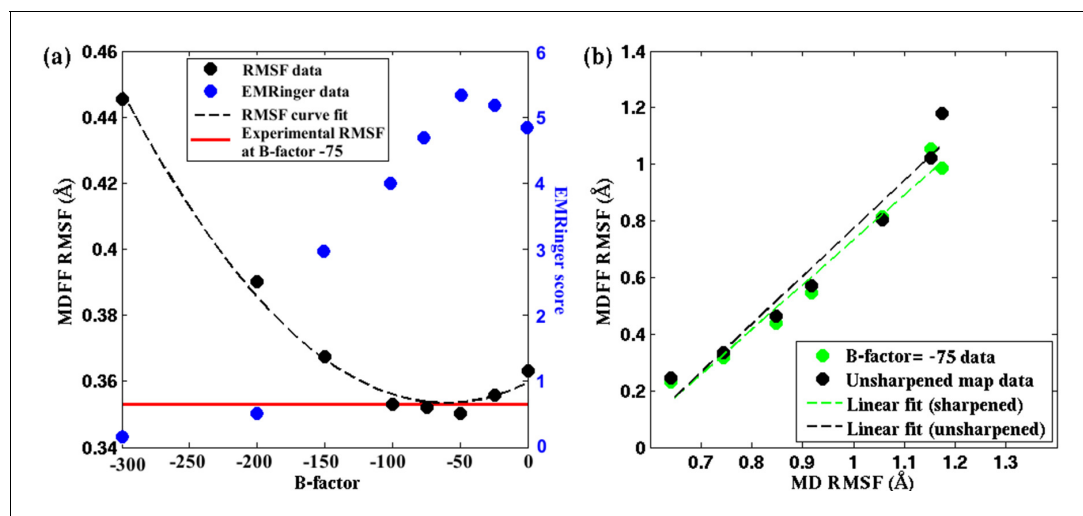 (a)
MDFF RMSF (Å)
0.46
0.44
0.42
0.4
0.38
0.36
0.34
RMSF data
EMRinger data
RMSF curve fit
Experimental RMSF
at B-factor -75
6
5
4
3
2
1
0
EMRinger score
-300
-250
-200
-150
-100
-50
0
B-factor
(b)
MDFF RMSF (Å)
1.4
1.2
1
0.8
0.6
0.4
0.2
0
B-factor= -75 data
Unsharpened map data
Linear fit (sharpened)
Linear fit (unsharpened)
0.7
0.8
0.9
1
1.1
1.2
1.3
MD RMSF (Å)